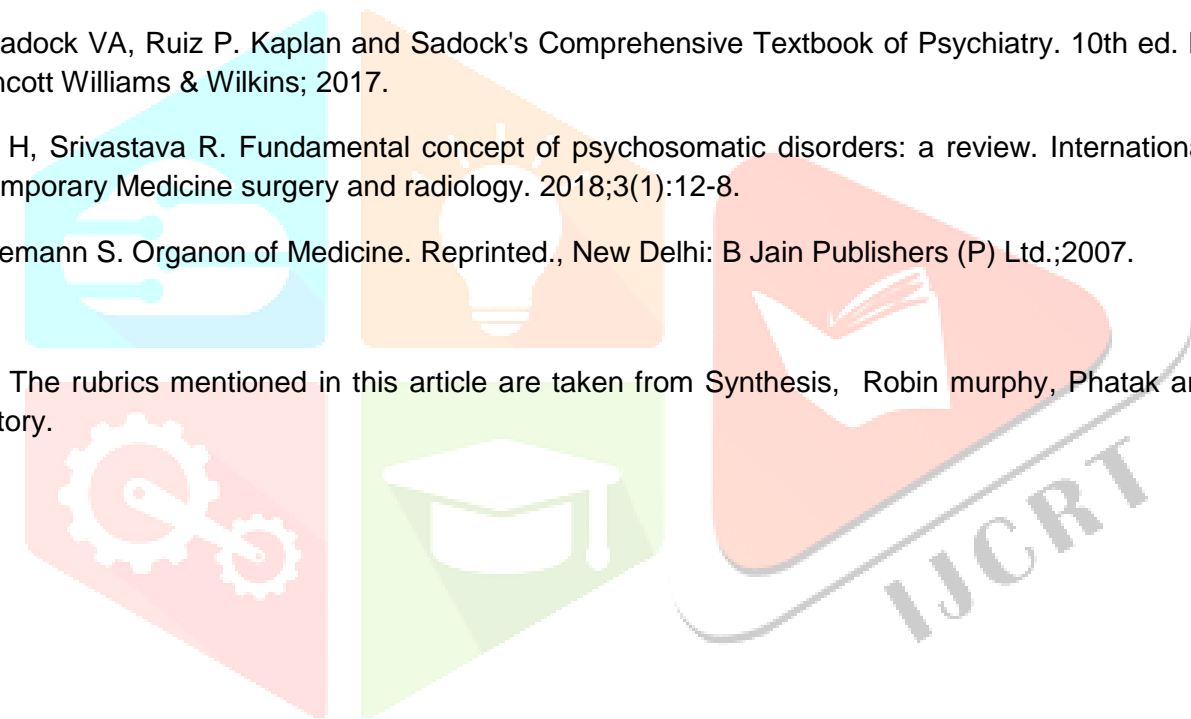 adock VA, Ruiz P. Kaplan and Sadock's Comprehensive Textbook of Psychiatry. 10th ed.
ncott Williams & Wilkins; 2017.
H, Srivastava R. Fundamental concept of psychosomatic disorders: a review. Internationa
mporary Medicine surgery and radiology. 2018;3(1):12-8.
emann S. Organon of Medicine. Reprinted., New Delhi: B Jain Publishers (P) Ltd.;2007.
The rubrics mentioned in this article are taken from Synthesis, Robin murphy, Phatak a
tory.
IJCRT